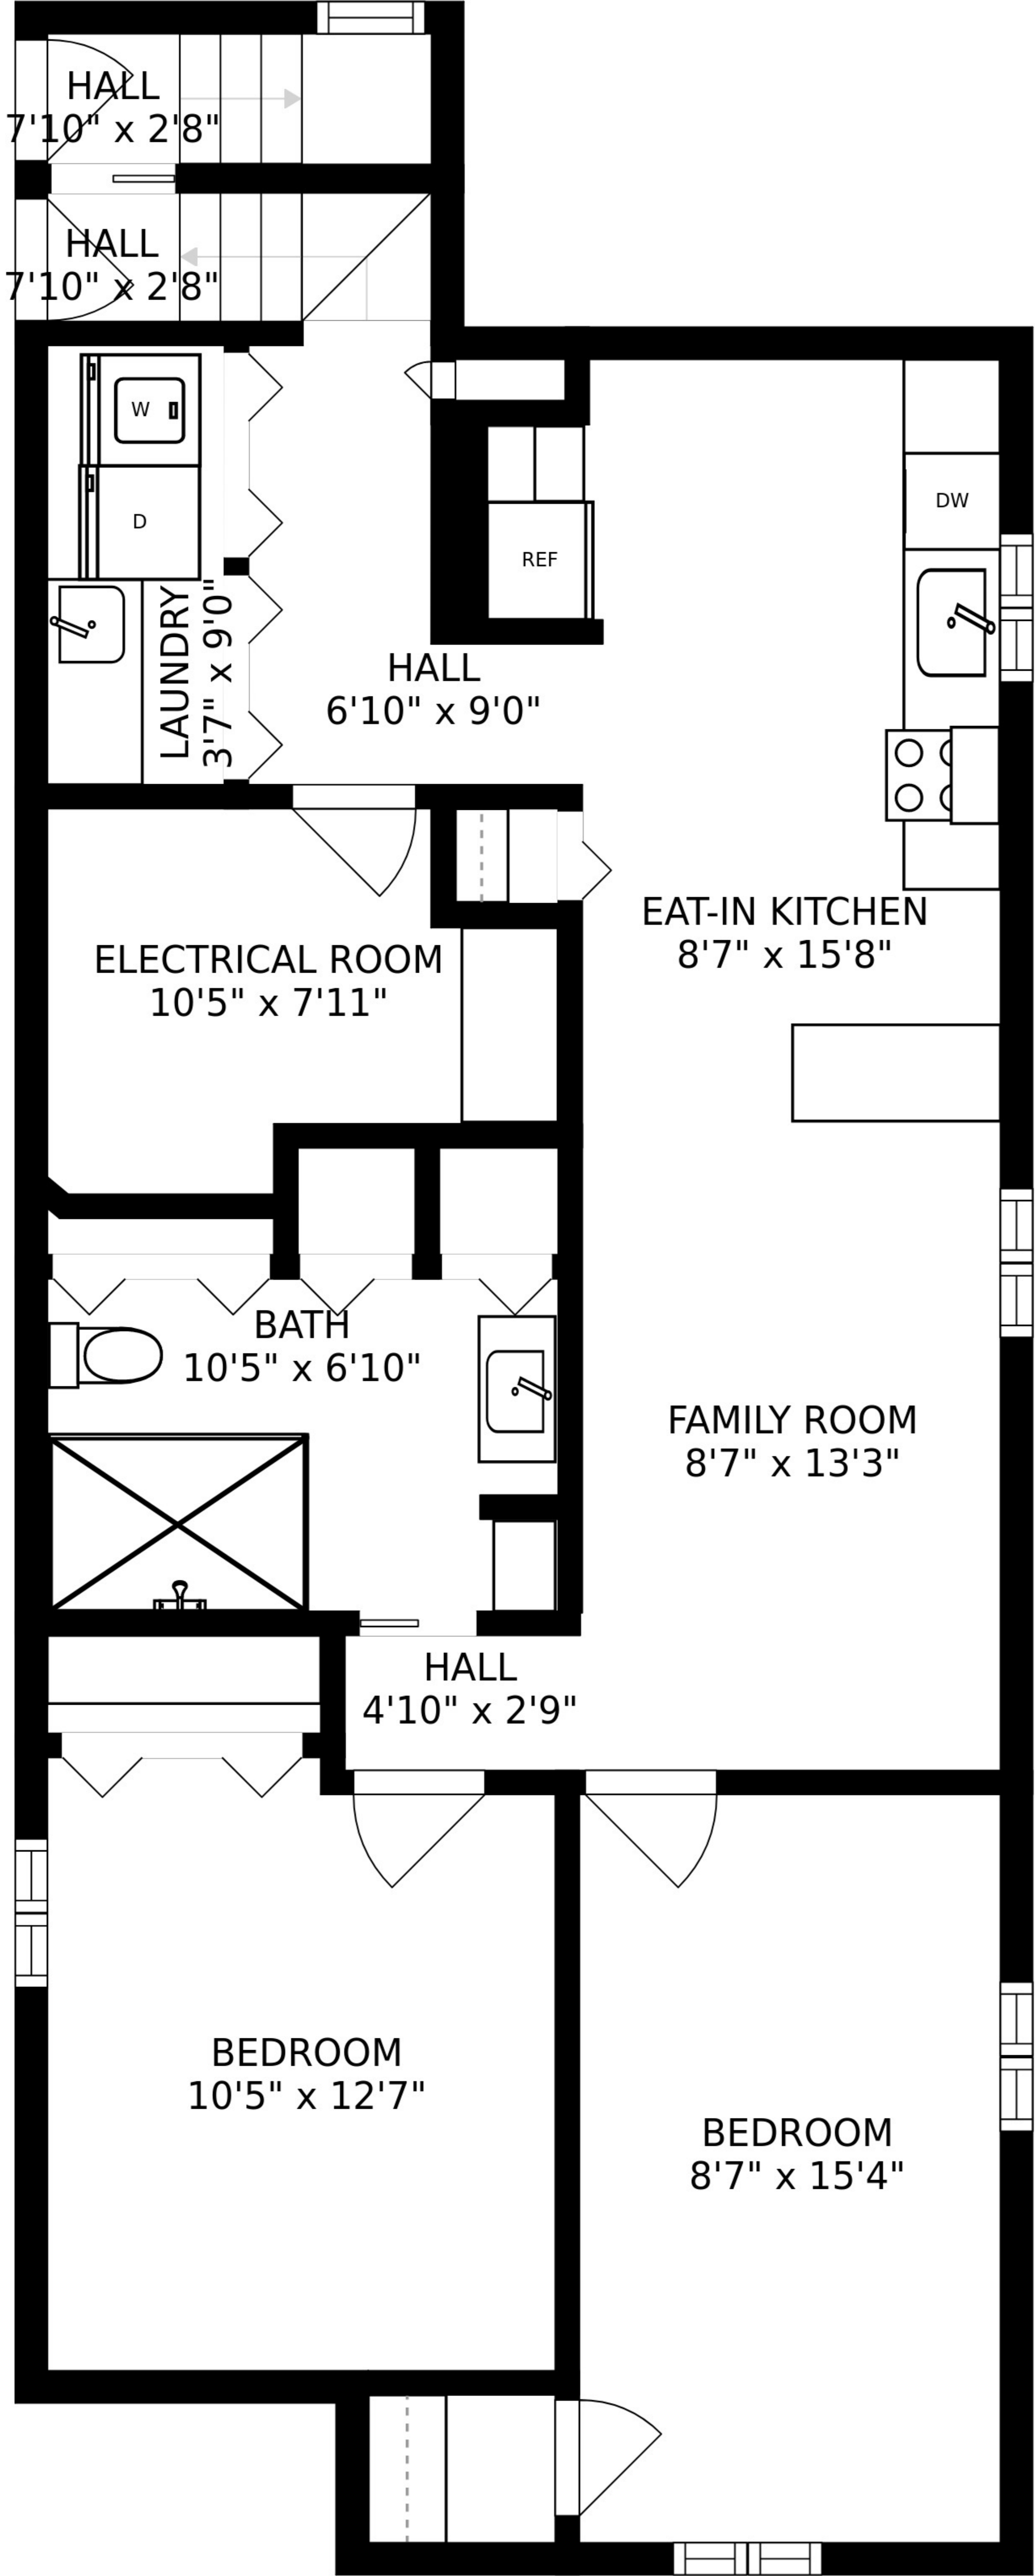 HALL
7'10" x 2'8"
HALL
7'10" x 2'8"
W
D
LAUNDRY
3'7" x 9'0"
REF
DW
HALL
6'10" x 9'0"
EAT-IN KITCHEN
8'7" x 15'8"
ELECTRICAL ROOM
10'5" x 7'11"
BATH
10'5" x 6'10"
FAMILY ROOM
8'7" x 13'3"
HALL
4'10" x 2'9"
BEDROOM
10'5" x 12'7"
BEDROOM
8'7" x 15'4"